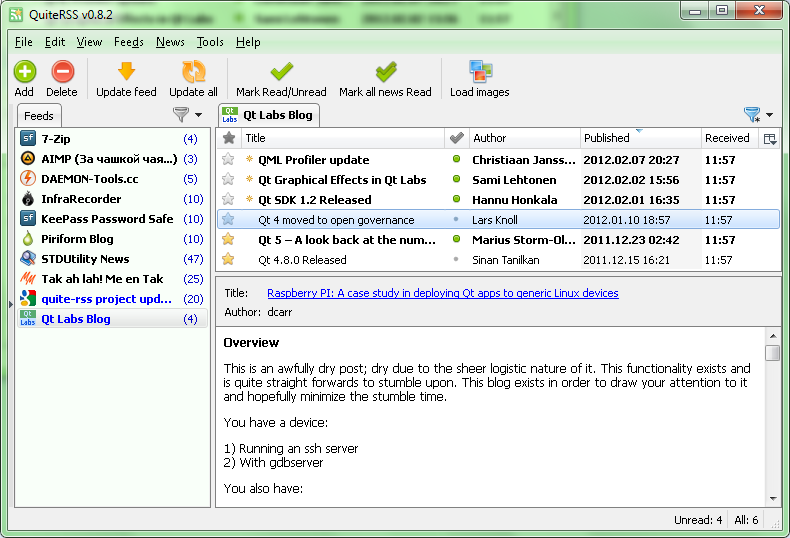 QuiteRSS v0.8.2
File Edit View Feeds News Tools Help
Add Delete Update feed Update all Mark Read/Unread Mark all news Read Load images
Feeds
7-Zip (4)
AIMP (За чашкой чая...) (3)
DAEMON-Tools.cc (5)
InfraRecorder (10)
KeePass Password Safe (10)
Piriform Blog (10)
STDUtility News (47)
Tak ah lah! Me en Tak (25)
quite-rss project upd... (20)
Qt Labs Blog (4)
Qt Labs Blog
Title Author Published Received
QML Profiler update Christiaan Janss... 2012.02.07 20:27 11:57
Qt Graphical Effects in Qt Labs Sami Lehtonen 2012.02.02 15:56 11:57
Qt SDK 1.2 Released Hannu Honkala 2012.02.01 16:35 11:57
Qt 4 moved to open governance Lars Knoll 2012.01.10 18:57 11:57
Qt 5 – A look back at the num... Marius Storm-Ol... 2011.12.23 02:42 11:57
Qt 4.8.0 Released Sinan Tanilkan 2011.12.15 16:21 11:57
Title: Raspberry PI: A case study in deploying Qt apps to generic Linux devices
Author: dcarr
Overview
This is an awfully dry post; dry due to the sheer logistic nature of it. This functionality exists and
is quite straight forwards to stumble upon. This blog exists in order to draw your attention to it
and hopefully minimize the stumble time.
You have a device:
1) Running an ssh server
2) With gdbserver
You also have:
Unread: 4 All: 6